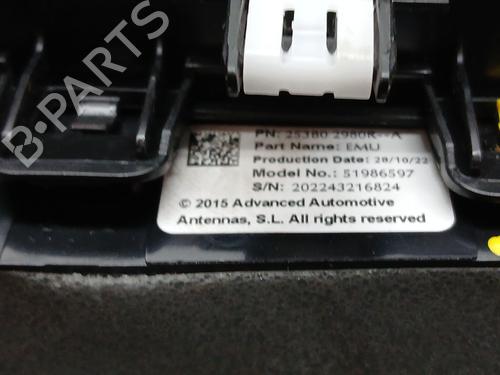 B-PARTS
PN: 25380 2980R--A
Part Name: EMU
Production Date: 28/10/22
Model No.: 51986597
S/N: 202243216824
© 2015 Advanced Automotive
Antennas, S.L. All rights reserved